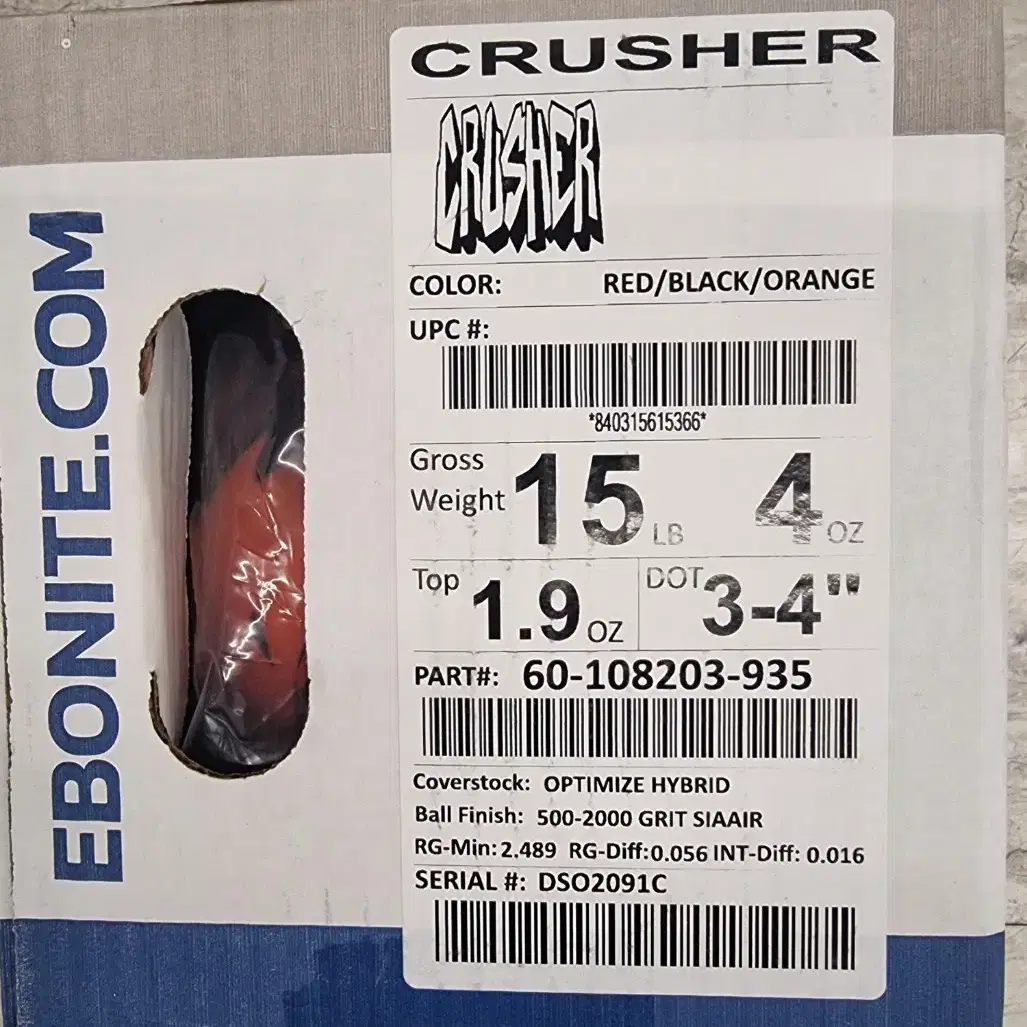 CRUSHER
CRUSHER
COLOR: RED/BLACK/ORANGE
UPC #:
*840315615366*
Gross Weight 15 LB 4 OZ
Top 1.9 OZ DOT 3-4"
PART#: 60-108203-935
Coverstock: OPTIMIZE HYBRID
Ball Finish: 500-2000 GRIT SIAAIR
RG-Min: 2.489 RG-Diff: 0.056 INT-Diff: 0.016
SERIAL #: DSO2091C
EBONITE.COM